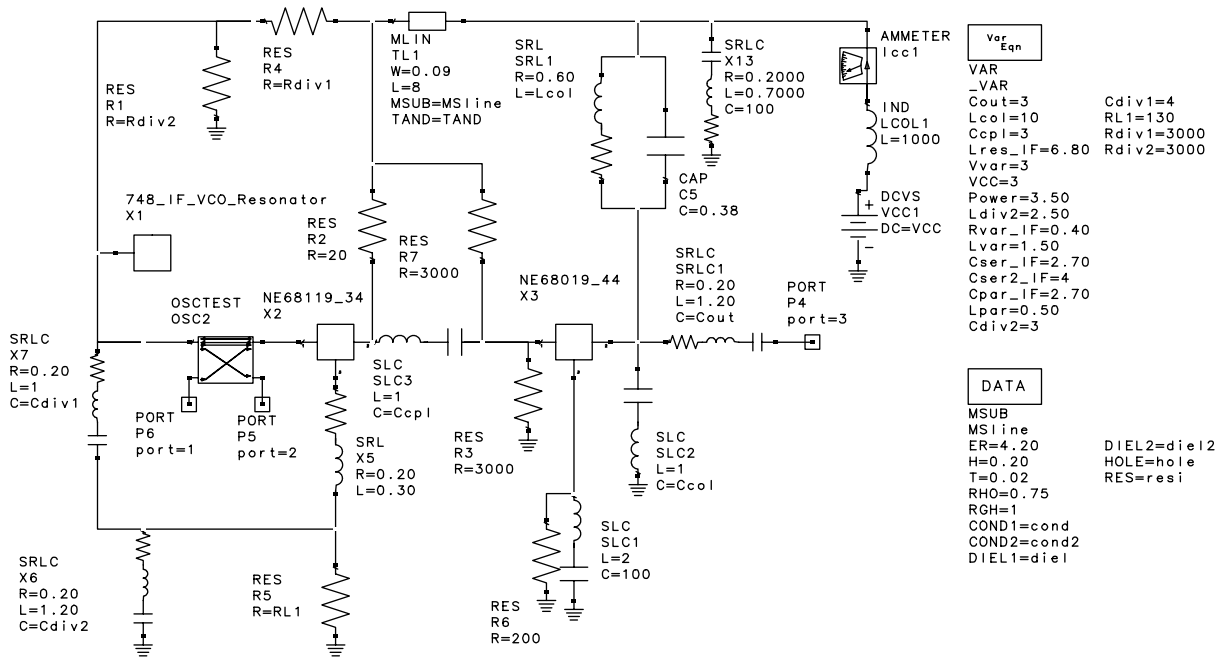 RES
R4
R=Rdiv1
RES
R1
R=Rdiv2
MLIN
TL1
W=0.09
L=8
MSUB=MSline
TAND=TAND
SRL
SRL1
R=0.60
L=Lcol
SRLC
X13
R=0.2000
L=0.7000
C=100
AMMETER
Icc1
IND
LCOL1
L=1000
DCVS
VCC1
DC=VCC
+
−
CAP
C5
C=0.38
748_IF_VCO_Resonator
X1
RES
R2
R=20
RES
R7
R=3000
OSCTEST
OSC2
NE68119_34
X2
NE68019_44
X3
SRLC
SRLC1
R=0.20
L=1.20
C=Cout
PORT
P4
port=3
SRLC
X7
R=0.20
L=1
C=Cdiv1
PORT
P6
port=1
PORT
P5
port=2
SLC
SLC3
L=1
C=Ccpl
SRL
X5
R=0.20
L=0.30
RES
R3
R=3000
SLC
SLC2
L=1
C=Ccol
SRLC
X6
R=0.20
L=1.20
C=Cdiv2
RES
R5
R=RL1
RES
R6
R=200
SLC
SLC1
L=2
C=100
Var
Eqn
VAR
_VAR
Cout=3 Cdiv1=4
Lcol=10 RL1=130
Ccpl=3 Rdiv1=3000
Lres_IF=6.80 Rdiv2=3000
Vvar=3
VCC=3
Power=3.50
Ldiv2=2.50
Rvar_IF=0.40
Lvar=1.50
Cser_IF=2.70
Cser2_IF=4
Cpar_IF=2.70
Lpar=0.50
Cdiv2=3
DATA
MSUB
MSline
ER=4.20 DIEL2=diel2
H=0.20 HOLE=hole
T=0.02 RES=resi
RHO=0.75
RGH=1
COND1=cond
COND2=cond2
DIEL1=diel